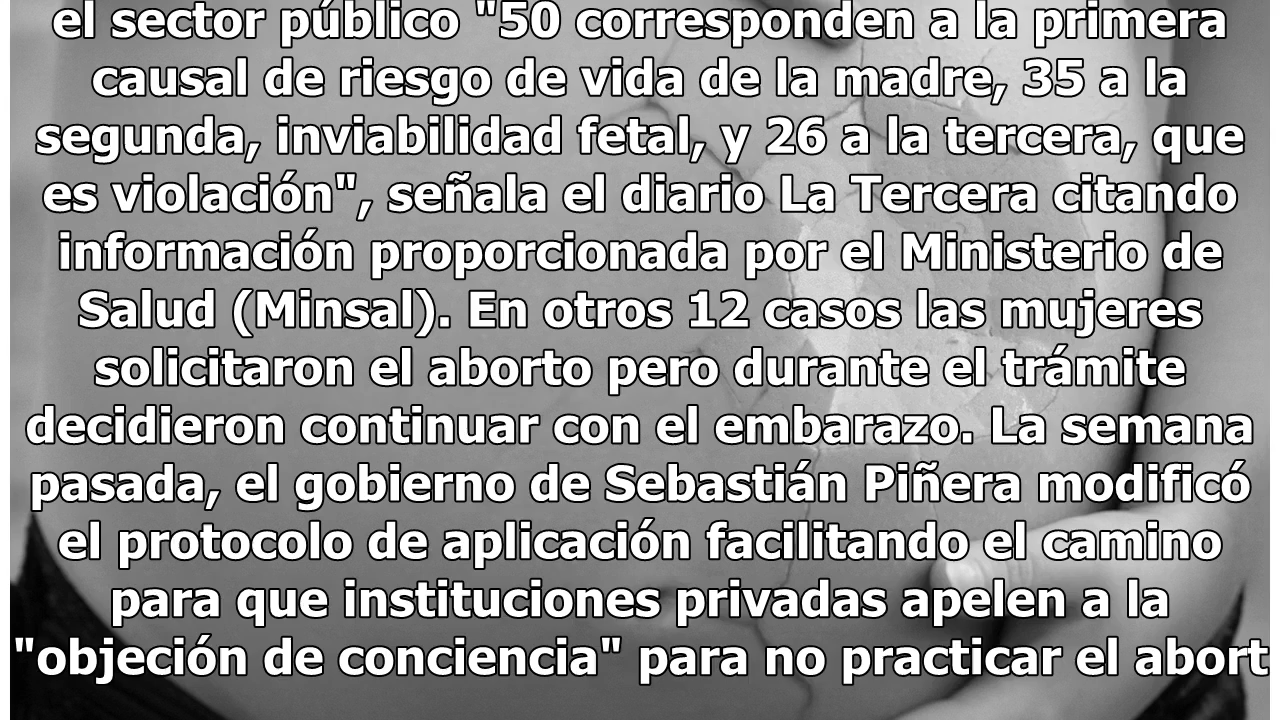 el sector público "50 corresponden a la primera
causal de riesgo de vida de la madre, 35 a la
segunda, inviabilidad fetal, y 26 a la tercera, que
es violación", señala el diario La Tercera citando
información proporcionada por el Ministerio de
Salud (Minsal). En otros 12 casos las mujeres
solicitaron el aborto pero durante el trámite
decidieron continuar con el embarazo. La semana
pasada, el gobierno de Sebastián Piñera modificó
el protocolo de aplicación facilitando el camino
para que instituciones privadas apelen a la
"objeción de conciencia" para no practicar el abort